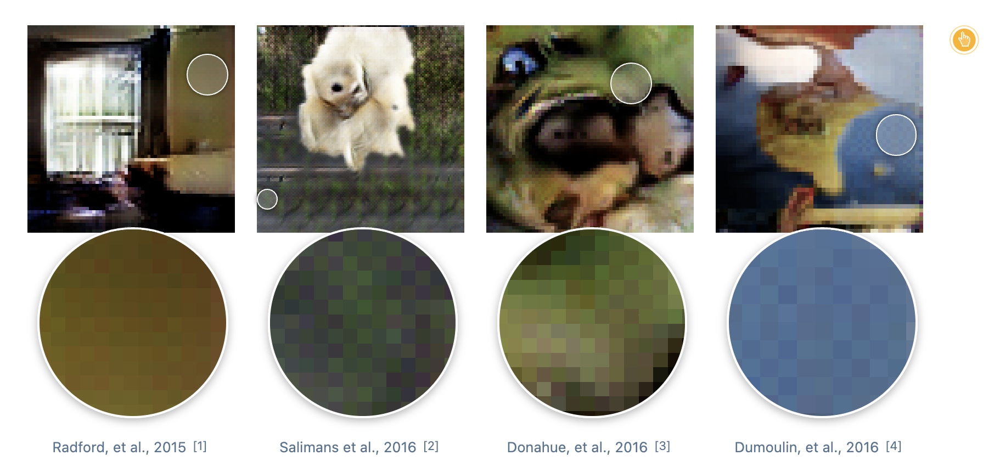 Radford, et al., 2015 [1]
Salimans et al., 2016 [2]
Donahue, et al., 2016 [3]
Dumoulin, et al., 2016 [4]